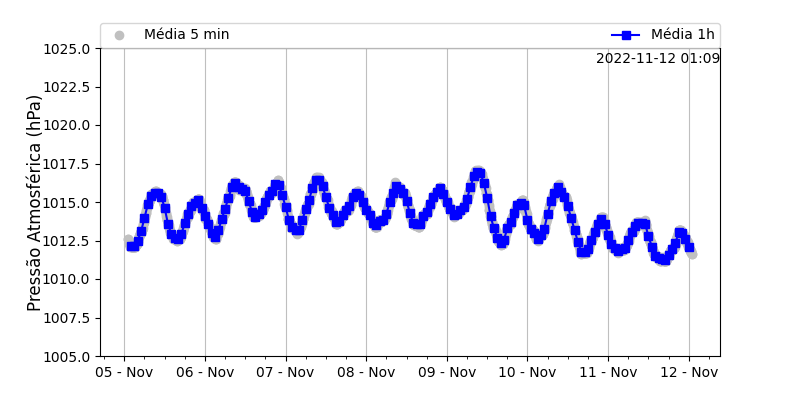 Média 5 min
Média 1h
2022-11-12 01:09
Pressão Atmosférica (hPa)
1025.0
1022.5
1020.0
1017.5
1015.0
1012.5
1010.0
1007.5
1005.0
05 - Nov
06 - Nov
07 - Nov
08 - Nov
09 - Nov
10 - Nov
11 - Nov
12 - Nov